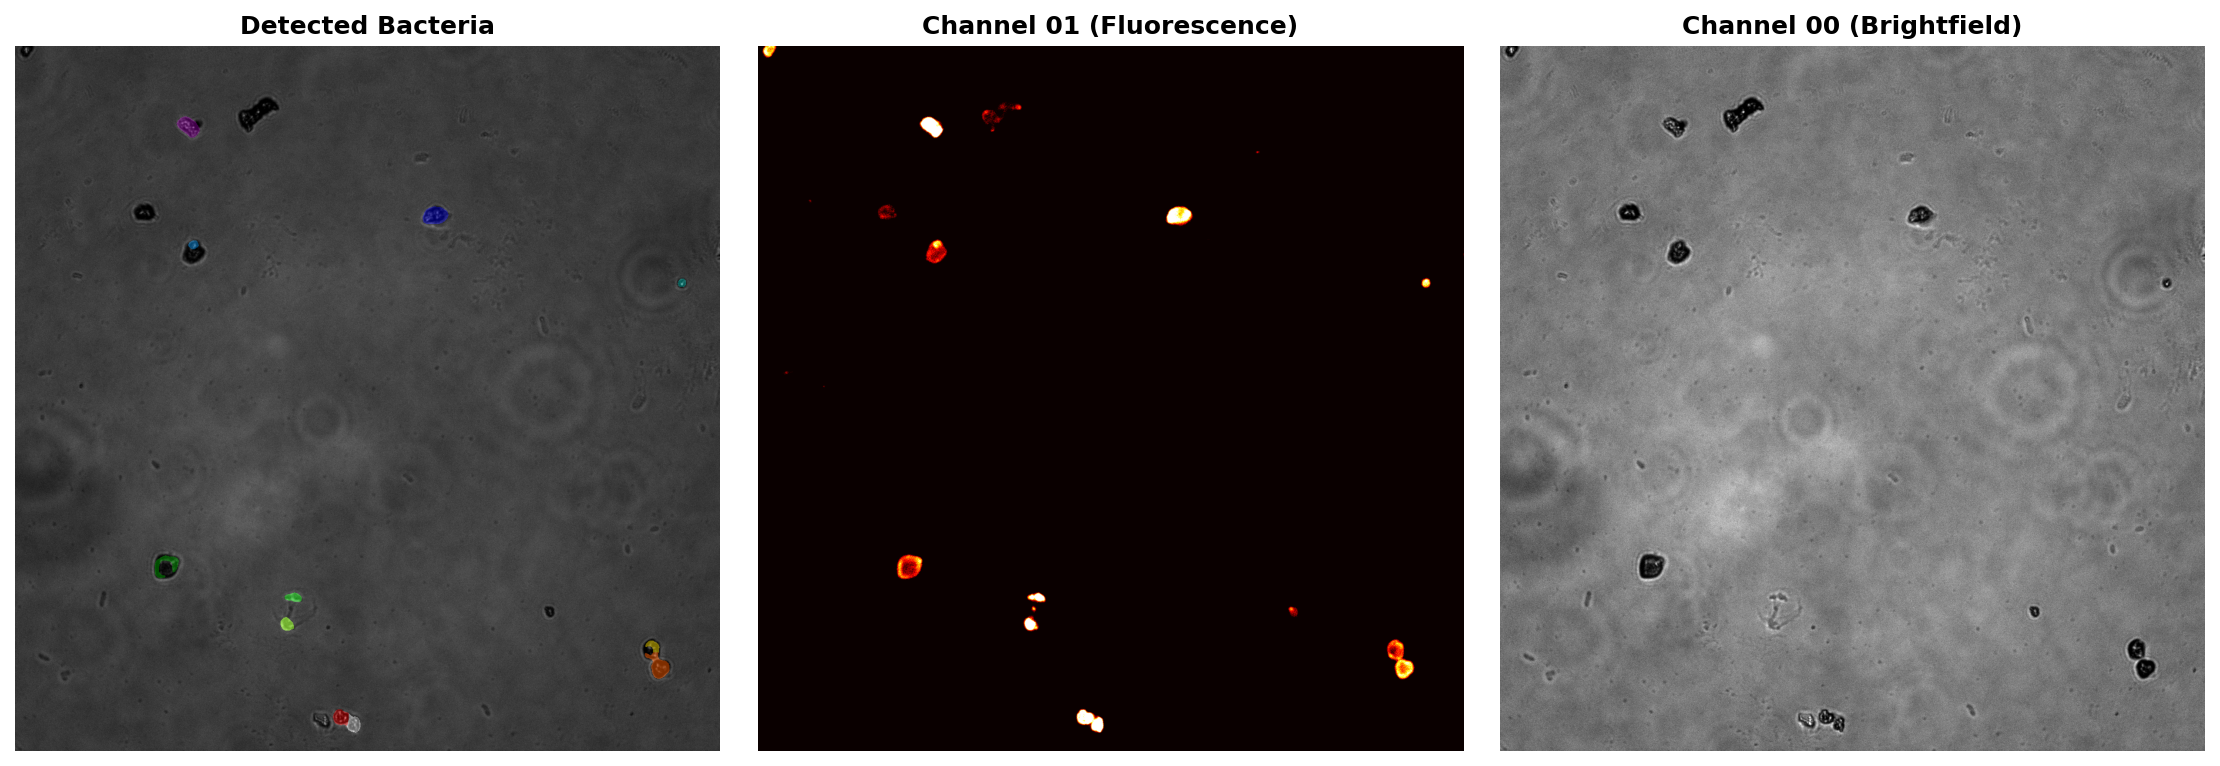 Detected Bacteria
Channel 01 (Fluorescence)
Channel 00 (Brightfield)